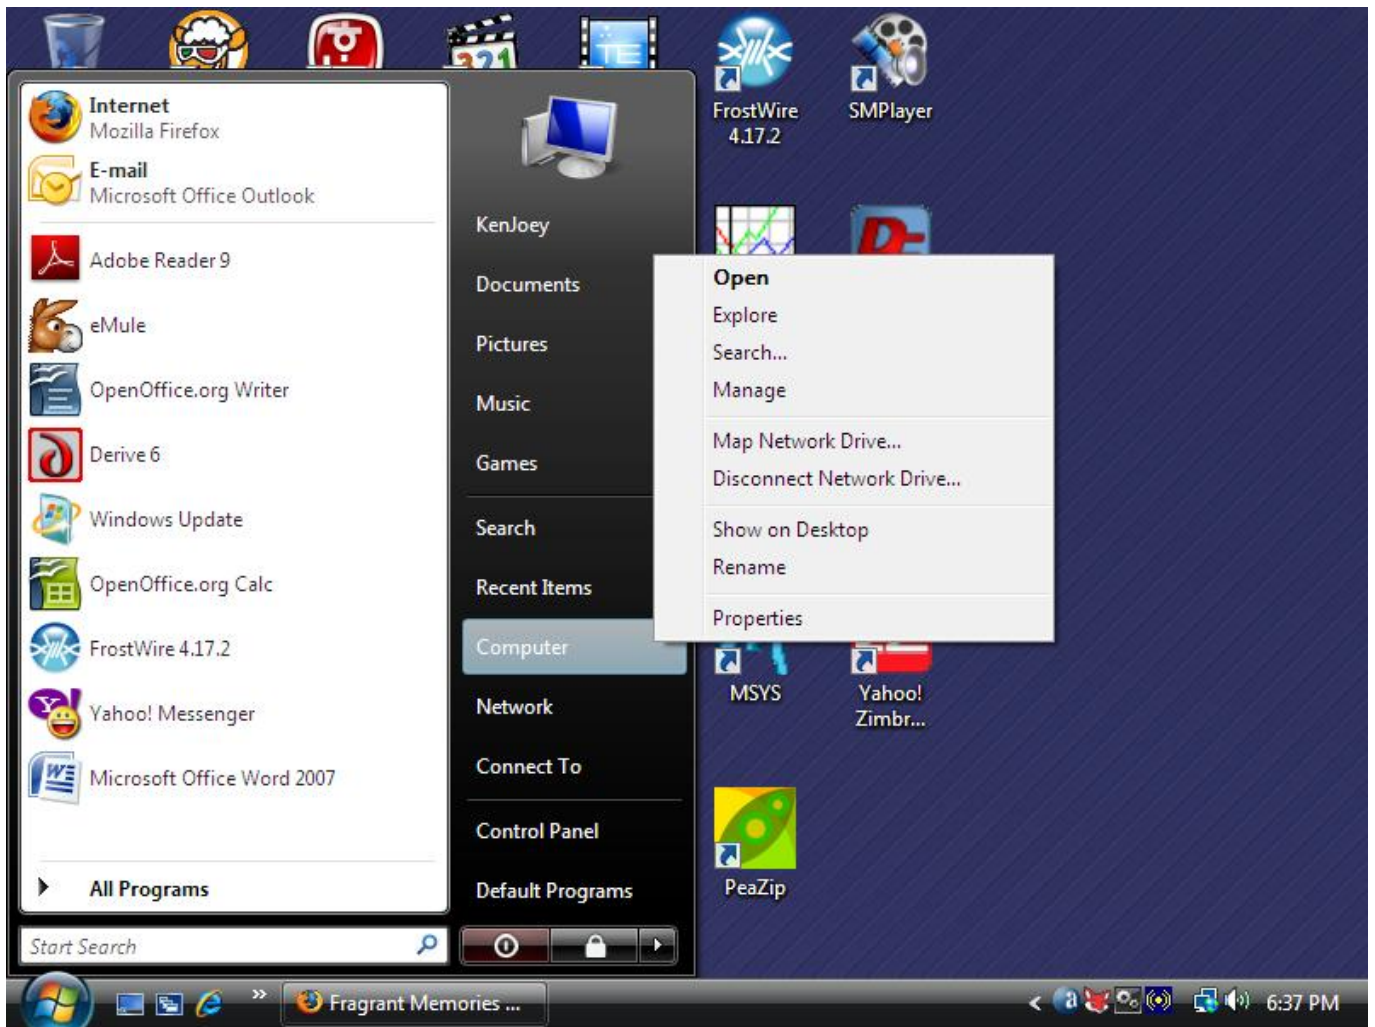 321
TE
FrostWire
4.17.2
SMPlayer
Internet
Mozilla Firefox
E-mail
Microsoft Office Outlook
Adobe Reader 9
eMule
OpenOffice.org Writer
Derive 6
Windows Update
OpenOffice.org Calc
FrostWire 4.17.2
Yahoo! Messenger
Microsoft Office Word 2007
All Programs
Start Search
KenJoey
Documents
Pictures
Music
Games
Search
Recent Items
Computer
Network
Connect To
Control Panel
Default Programs
Open
Explore
Search...
Manage
Map Network Drive...
Disconnect Network Drive...
Show on Desktop
Rename
Properties
MSYS
Yahoo!
Zimbr...
PeaZip
Fragrant Memories ...
6:37 PM